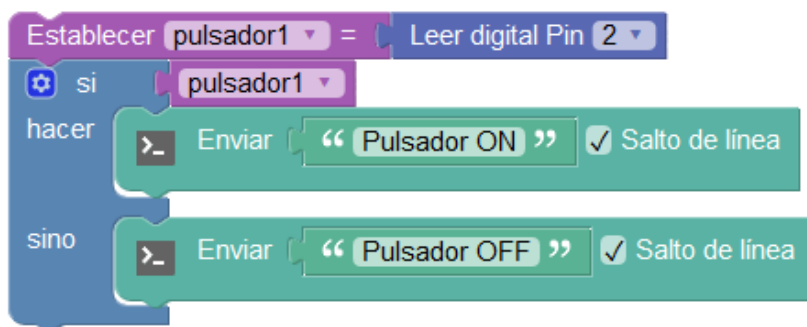 Establecer pulsador1 = Leer digital Pin 2
si pulsador1
hacer >_ Enviar “ Pulsador ON ” Salto de línea
sino >_ Enviar “ Pulsador OFF ” Salto de línea